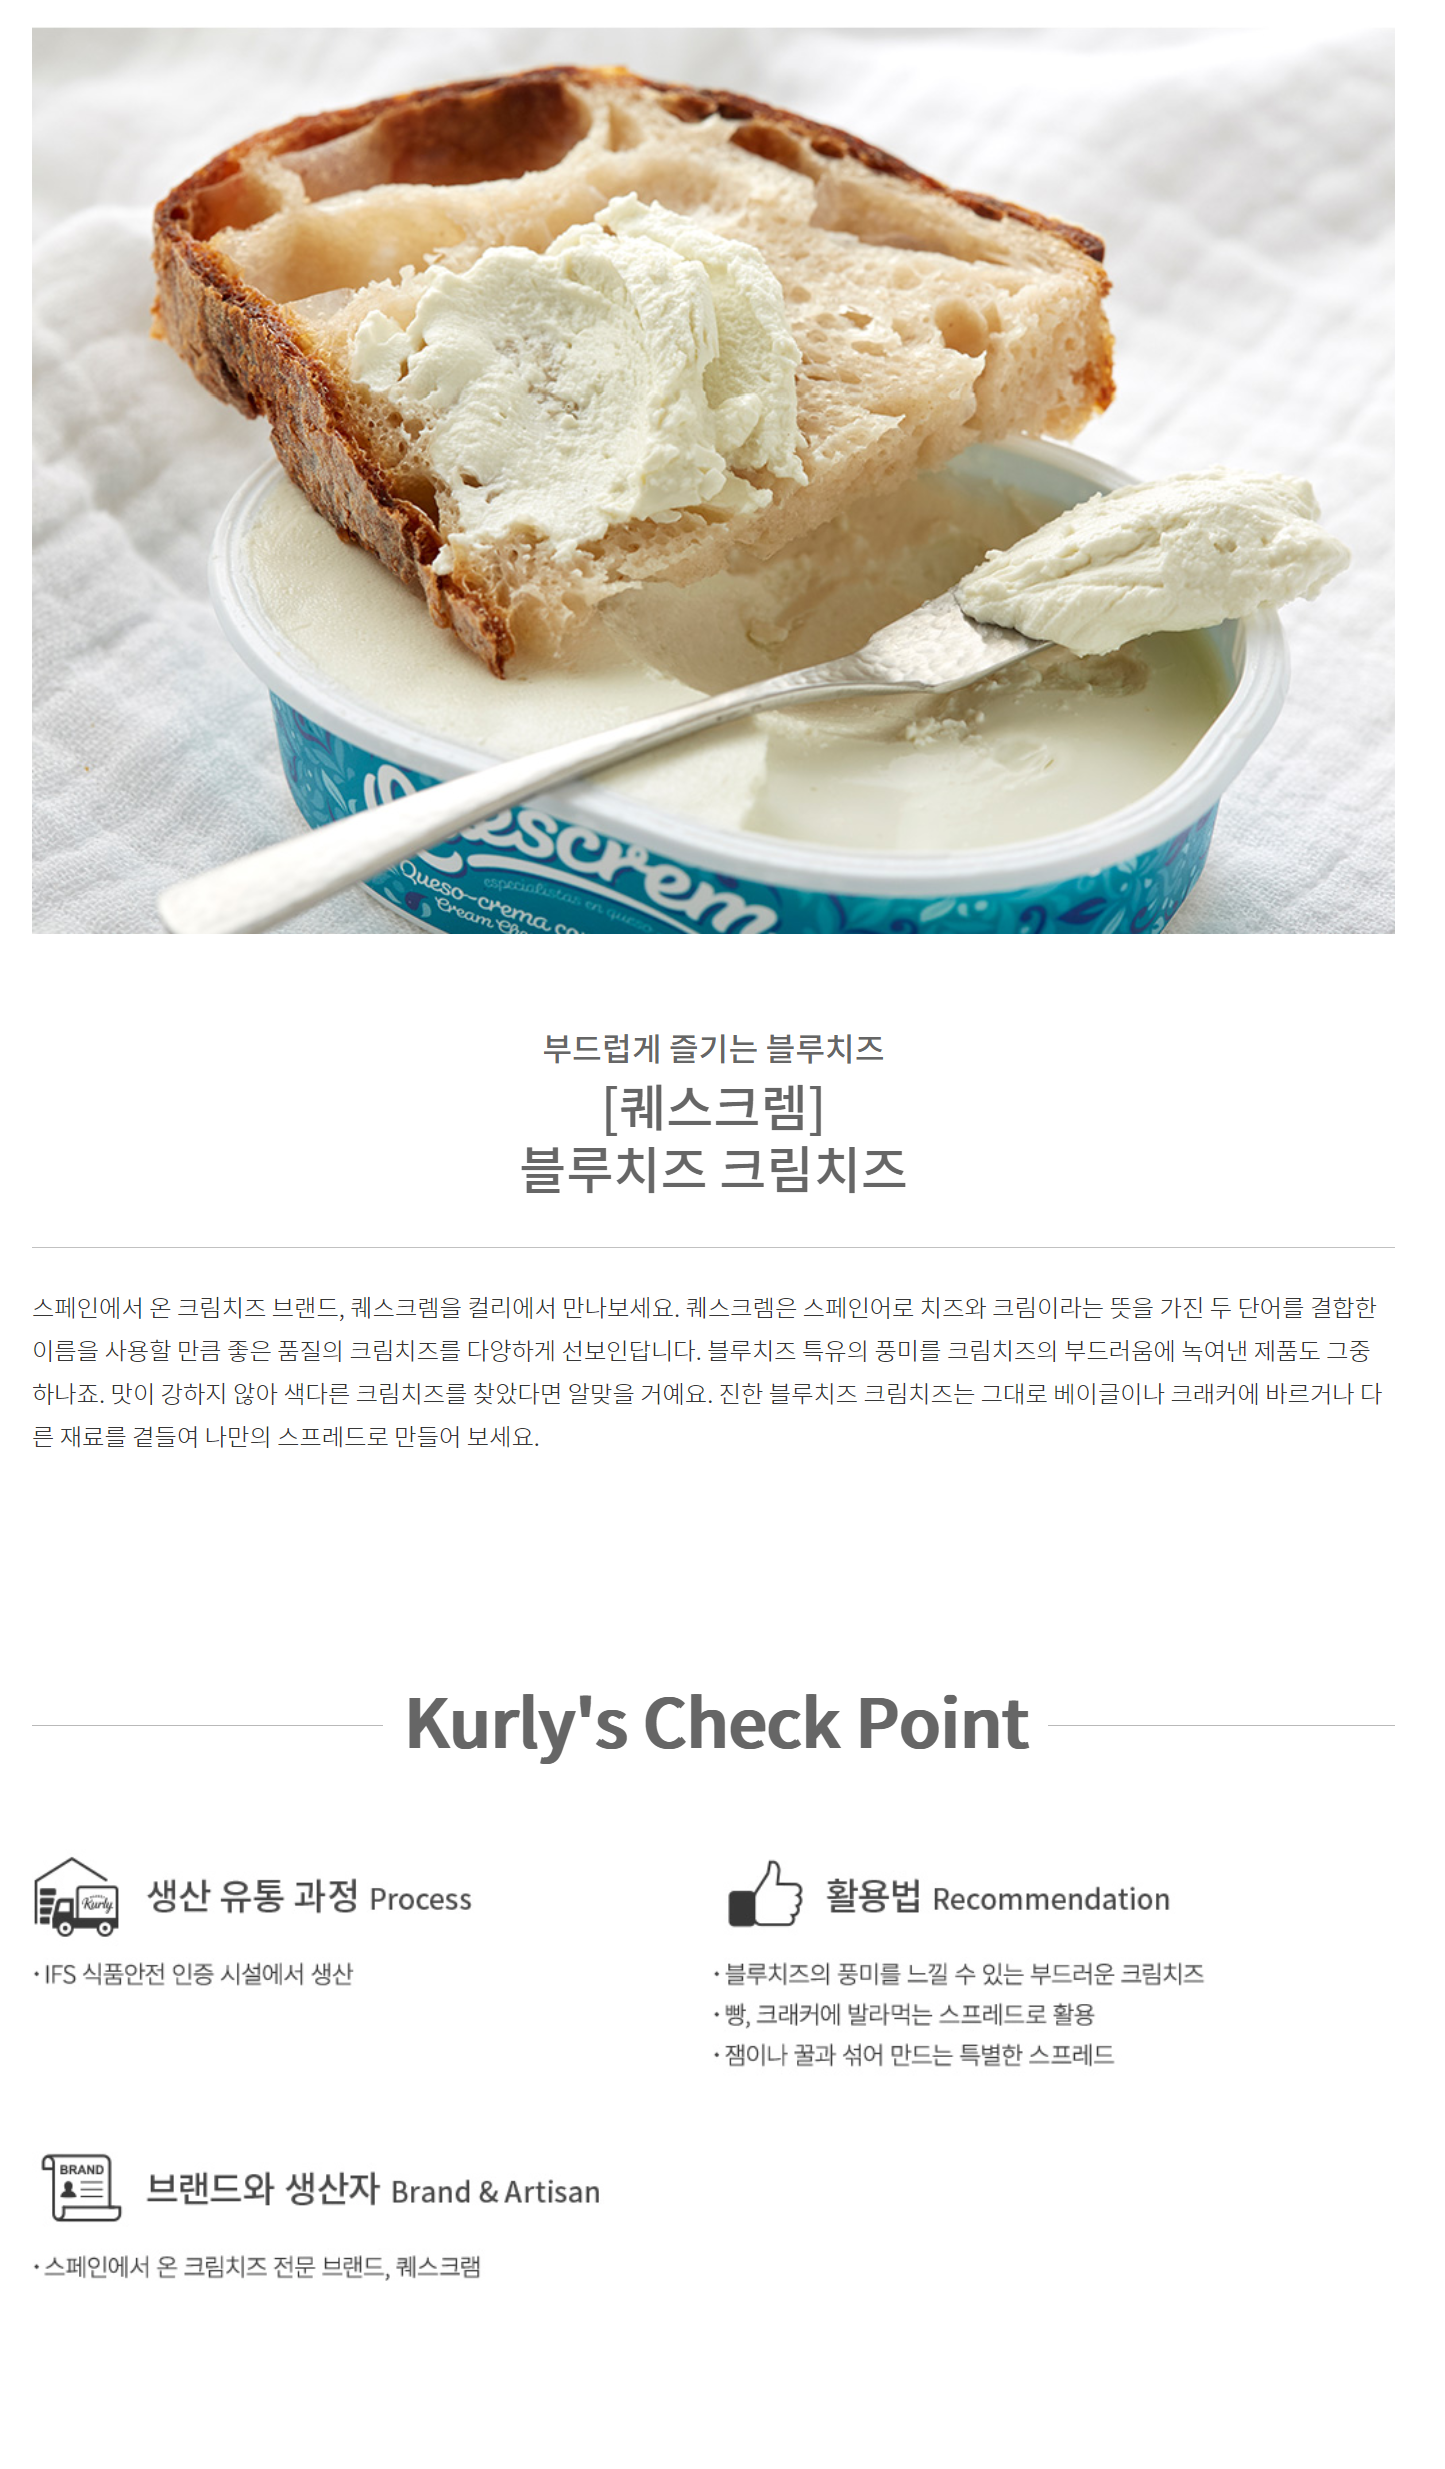 Quescrem
especialistas en queso
Queso-crema
Cream
부드럽게 즐기는 블루치즈
[퀘스크렘]
블루치즈 크림치즈
스페인에서 온 크림치즈 브랜드, 퀘스크렘을 컬리에서 만나보세요. 퀘스크렘은 스페인어로 치즈와 크림이라는 뜻을 가진 두 단어를 결합한
이름을 사용할 만큼 좋은 품질의 크림치즈를 다양하게 선보인답니다. 블루치즈 특유의 풍미를 크림치즈의 부드러움에 녹여낸 제품도 그중
하나죠. 맛이 강하지 않아 색다른 크림치즈를 찾았다면 알맞을 거예요. 진한 블루치즈 크림치즈는 그대로 베이글이나 크래커에 바르거나 다
른 재료를 곁들여 나만의 스프레드로 만들어 보세요.
Kurly's Check Point
Kurly
생산 유통 과정 Process
· IFS 식품안전 인증 시설에서 생산
활용법 Recommendation
· 블루치즈의 풍미를 느낄 수 있는 부드러운 크림치즈
· 빵, 크래커에 발라먹는 스프레드로 활용
· 잼이나 꿀과 섞어 만드는 특별한 스프레드
BRAND
브랜드와 생산자 Brand & Artisan
· 스페인에서 온 크림치즈 전문 브랜드, 퀘스크램